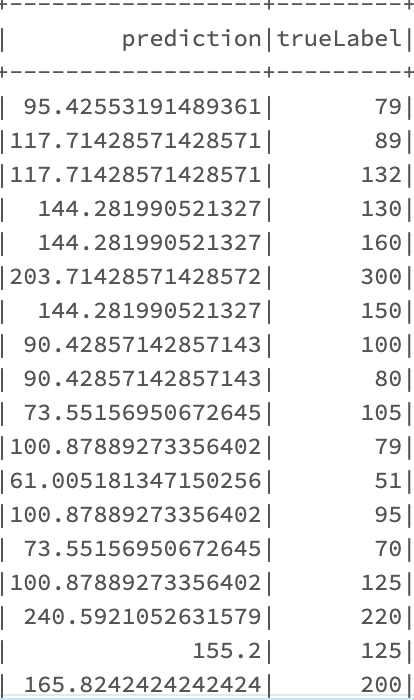 +------------------+---------+
|        prediction|trueLabel|
+------------------+---------+
| 95.42553191489361|       79|
|117.71428571428571|       89|
|117.71428571428571|      132|
|  144.281990521327|      130|
|  144.281990521327|      160|
|203.71428571428572|      300|
|  144.281990521327|      150|
| 90.42857142857143|      100|
| 90.42857142857143|       80|
| 73.55156950672645|      105|
|100.87889273356402|       79|
|61.005181347150256|       51|
|100.87889273356402|       95|
| 73.55156950672645|       70|
|100.87889273356402|      125|
| 240.5921052631579|      220|
|             155.2|      125|
| 165.8242424242424|      200|